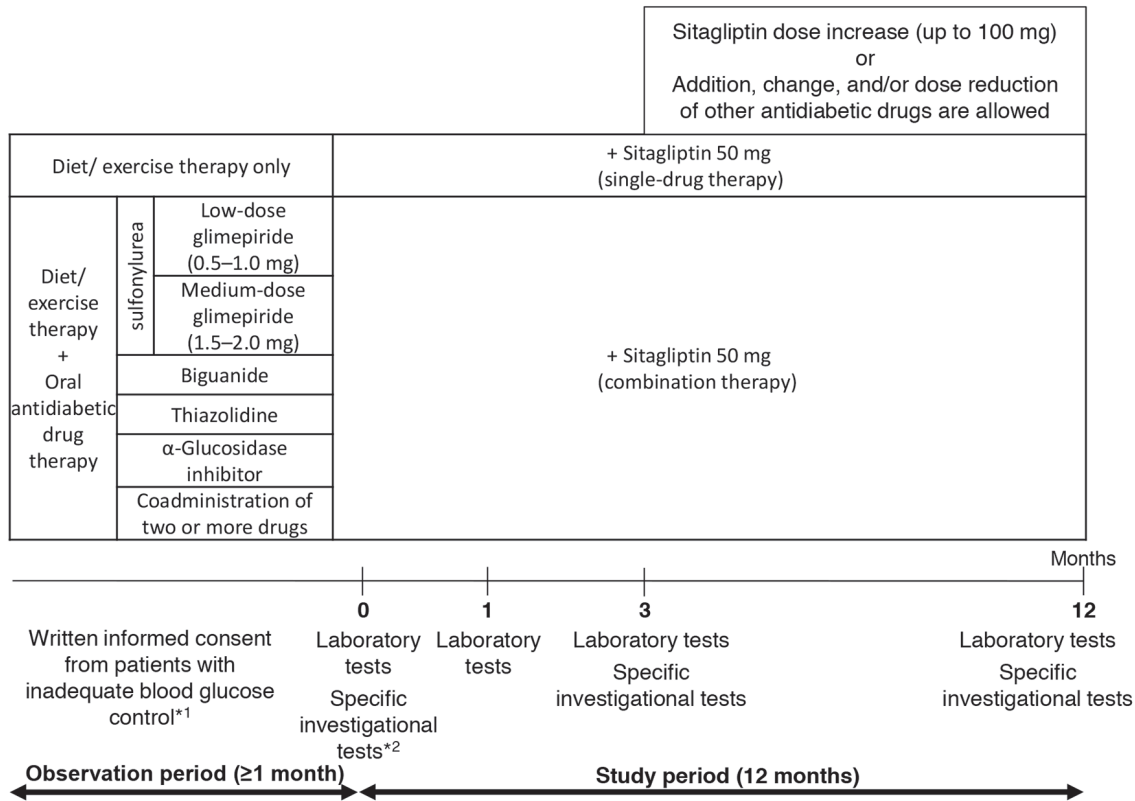 Sitagliptin dose increase (up to 100 mg)
or
Addition, change, and/or dose reduction
of other antidiabetic drugs are allowed
Diet/ exercise therapy only
+ Sitagliptin 50 mg
(single-drug therapy)
Diet/
exercise
therapy
+
Oral
antidiabetic
drug
therapy
sulfonylurea
Low-dose
glimepiride
(0.5–1.0 mg)
Medium-dose
glimepiride
(1.5–2.0 mg)
Biguanide
Thiazolidine
α-Glucosidase
inhibitor
Coadministration of
two or more drugs
+ Sitagliptin 50 mg
(combination therapy)
Months
0
1
3
12
Written informed consent
from patients with
inadequate blood glucose
control*1
Laboratory
tests
Specific
investigational
tests*2
Laboratory
tests
Laboratory tests
Specific
investigational tests
Laboratory tests
Specific
investigational tests
Observation period (≥1 month)
Study period (12 months)